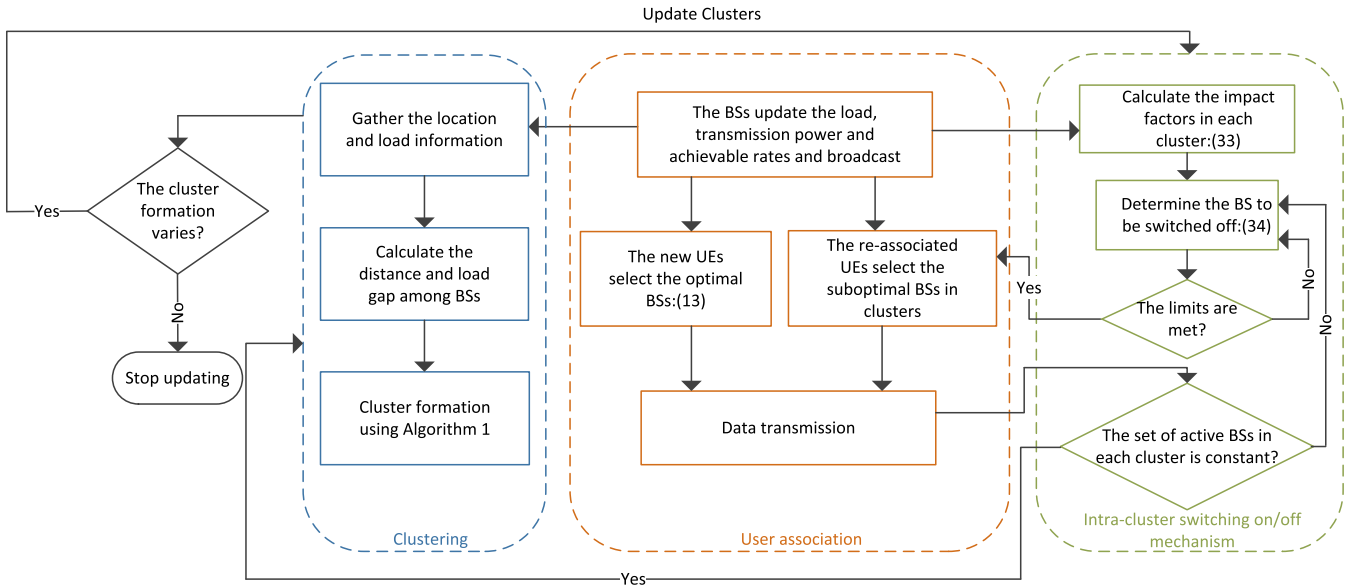 Update Clusters
Gather the location
and load information
The BSs update the load,
transmission power and
achievable rates and broadcast
Calculate the impact
factors in each
cluster:(33)
The cluster
formation
varies?
Yes
No
Stop updating
Calculate the
distance and load
gap among BSs
Cluster formation
using Algorithm 1
Clustering
The new UEs
select the optimal
BSs:(13)
The re-associated
UEs select the
suboptimal BSs in
clusters
Data transmission
User association
Determine the BS to
be switched off:(34)
Yes
The limits are
met?
No
No
The set of active BSs in
each cluster is constant?
Intra-cluster switching on/off
mechanism
Yes